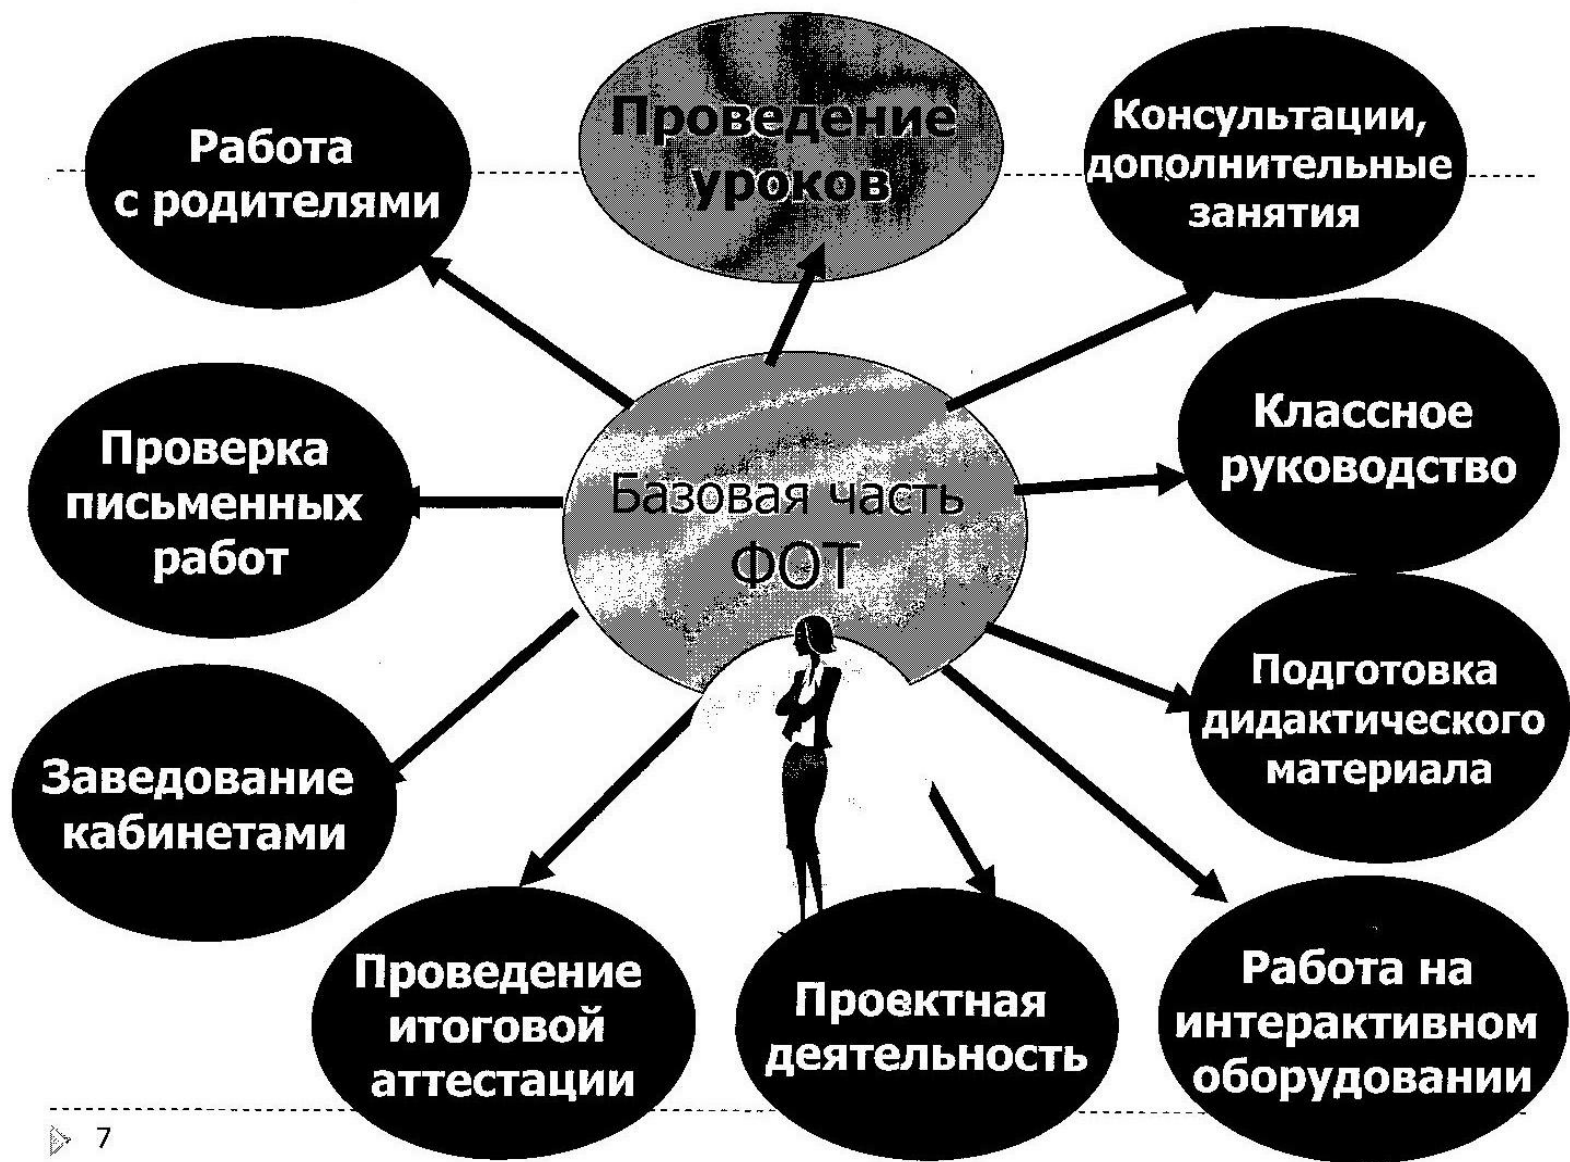 Работа
с родителями
Проведение
уроков
Консультации,
дополнительные
занятия
Проверка
письменных
работ
Базовая часть
ФОТ
Классное
руководство
Заведование
кабинетами
Подготовка
дидактического
материала
Проведение
итоговой
аттестации
Проектная
деятельность
Работа на
интерактивном
оборудовании
7